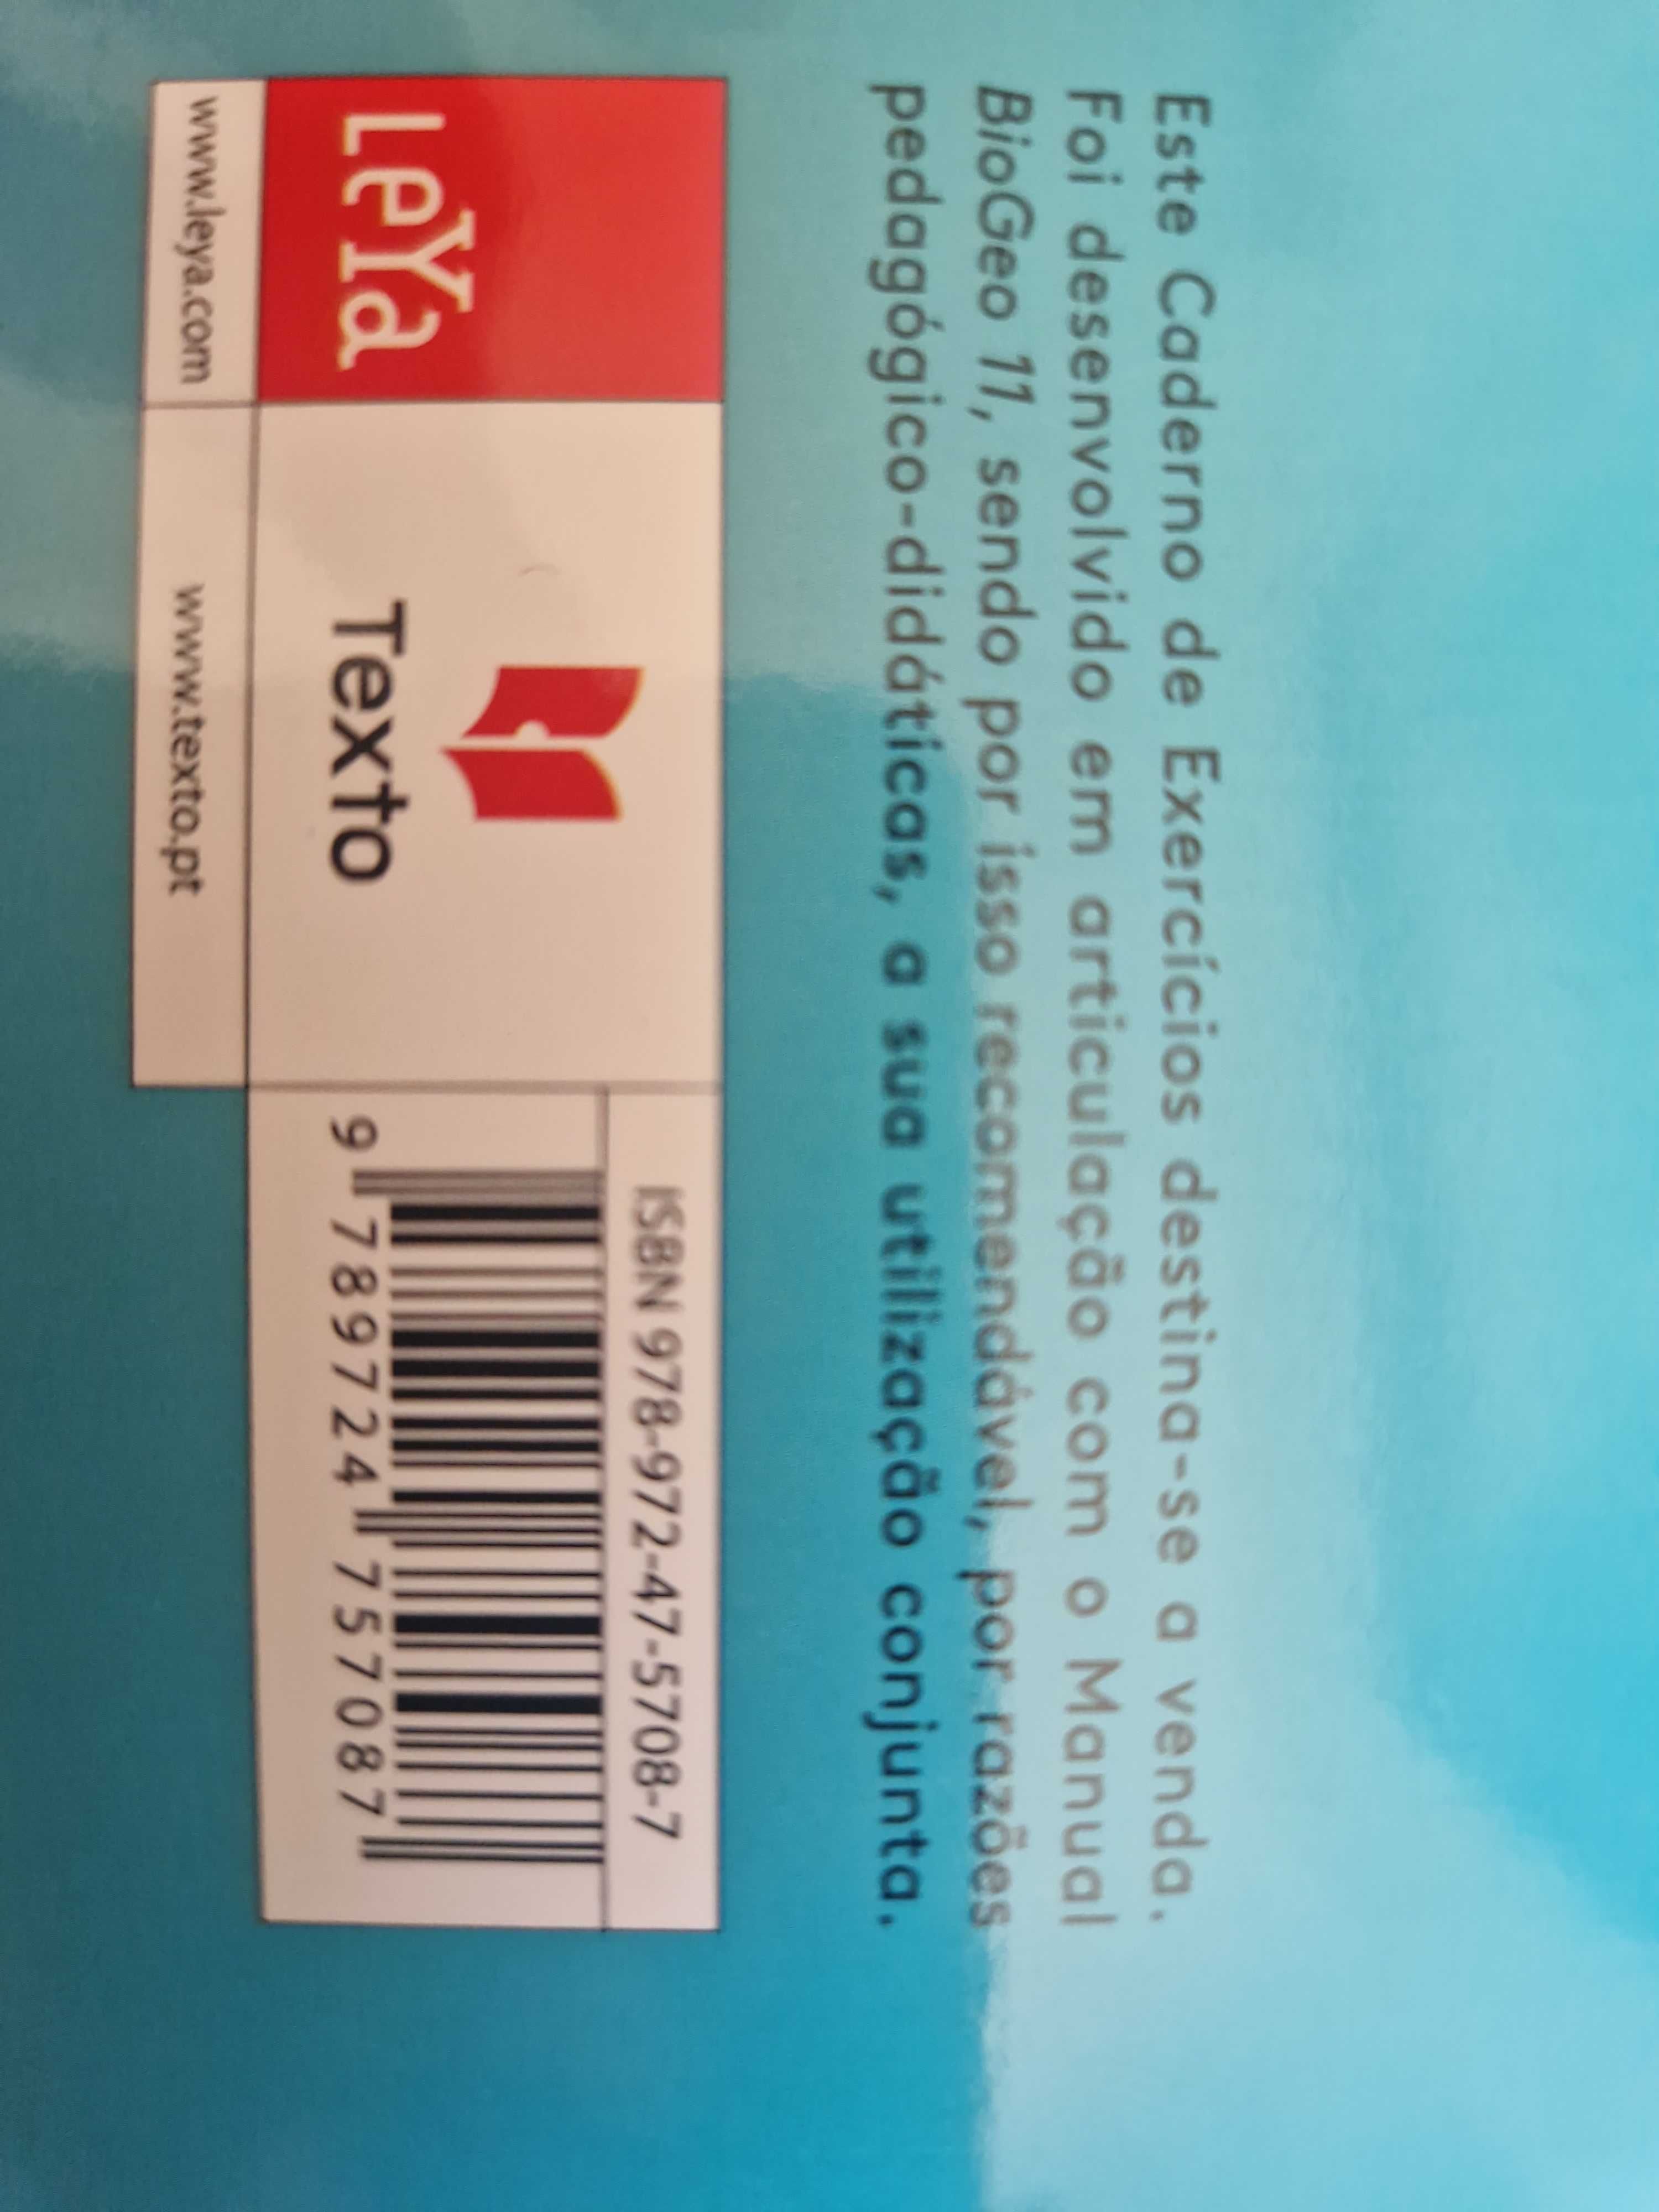 Este Caderno de Exercícios destina-se a venda.
Foi desenvolvido em articulação com o Manual
BioGeo 11, sendo por isso recomendável, por razões
pedagógico-didáticas, a sua utilização conjunta.
LeYa
Texto
ISBN 978-972-47-5708-7
9 789724 757087
www.leya.com
www.texto.pt